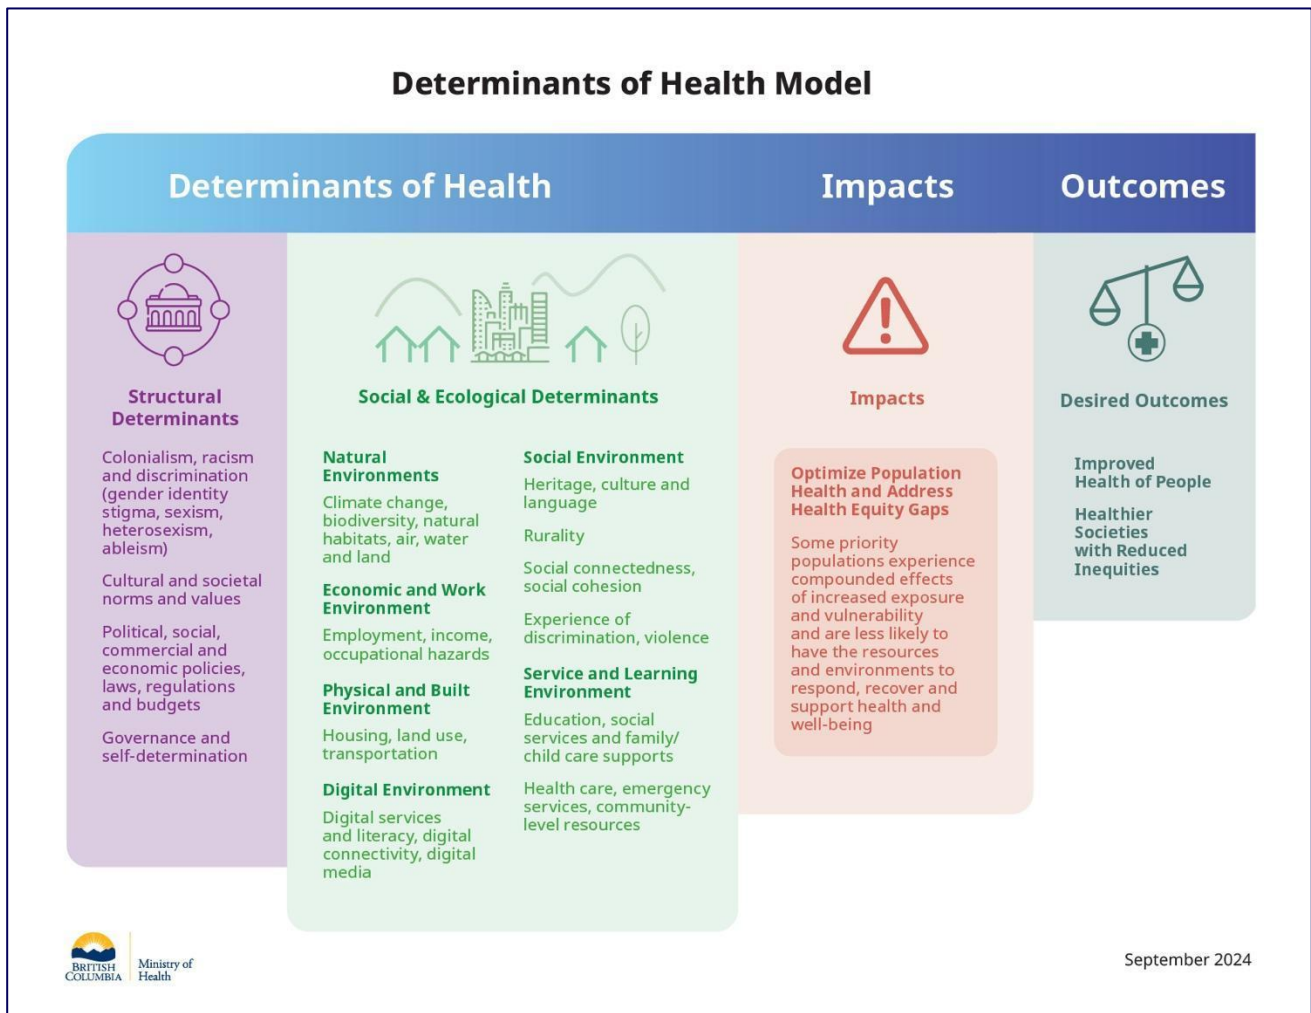 Determinants of Health Model
Determinants of Health
Impacts
Outcomes
Structural
Determinants
Colonialism, racism
and discrimination
(gender identity
stigma, sexism,
heterosexism,
ableism)
Cultural and societal
norms and values
Political, social,
commercial and
economic policies,
laws, regulations
and budgets
Governance and
self-determination
Social & Ecological Determinants
Natural
Environments
Climate change,
biodiversity, natural
habitats, air, water
and land
Economic and Work
Environment
Employment, income,
occupational hazards
Physical and Built
Environment
Housing, land use,
transportation
Digital Environment
Digital services
and literacy, digital
connectivity, digital
media
Social Environment
Heritage, culture and
language
Rurality
Social connectedness,
social cohesion
Experience of
discrimination, violence
Service and Learning
Environment
Education, social
services and family/
child care supports
Health care, emergency
services, community-
level resources
Impacts
Optimize Population
Health and Address
Health Equity Gaps
Some priority
populations experience
compounded effects
of increased exposure
and vulnerability
and are less likely to
have the resources
and environments to
respond, recover and
support health and
well-being
Desired Outcomes
Improved
Health of People
Healthier
Societies
with Reduced
Inequities
BRITISH
COLUMBIA
Ministry of
Health
September 2024